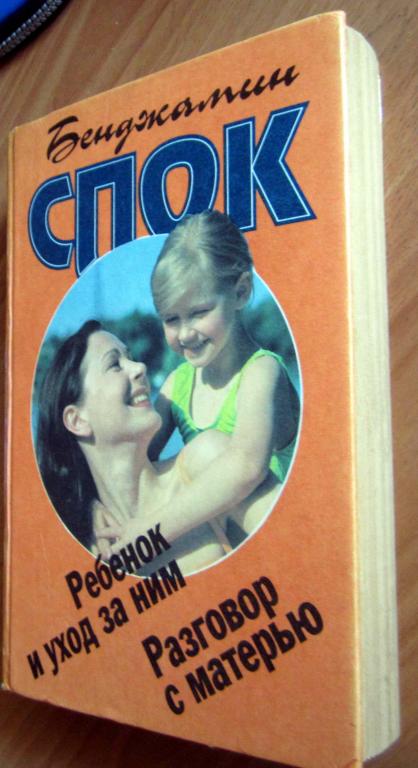 Бенджамин
СПОК
Ребенок
и уход за ним
Разговор
с матерью